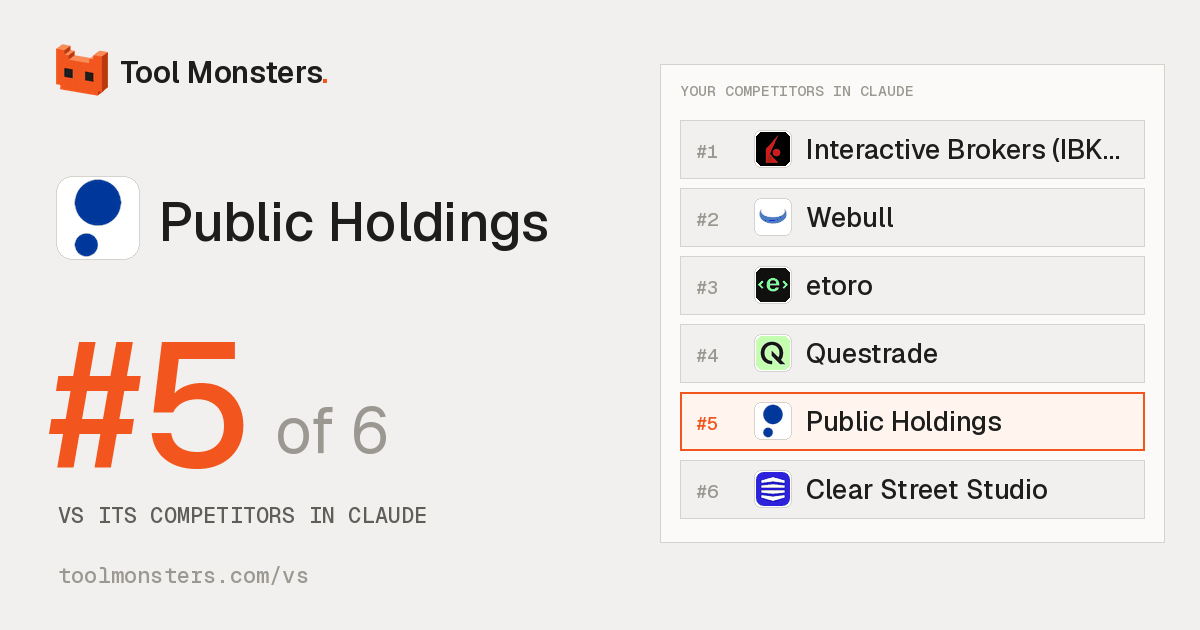 Tool Monsters.
Public Holdings
#5 of 6
VS ITS COMPETITORS IN CLAUDE
toolmonsters.com/vs
YOUR COMPETITORS IN CLAUDE
#1 Interactive Brokers (IBK...
#2 Webull
#3 <e> etoro
#4 Questrade
#5 Public Holdings
#6 Clear Street Studio